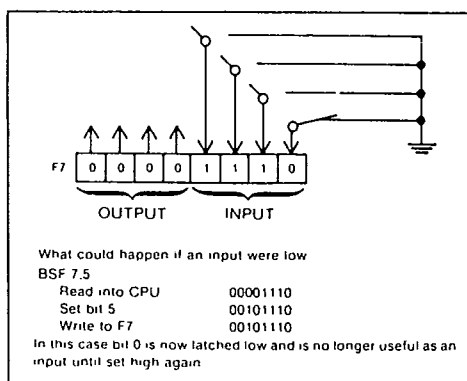 F7 0 0 0 0 1 1 1 0
OUTPUT INPUT
What could happen if an input were low
BSF 7.5
Read into CPU 00001110
Set bit 5 00101110
Write to F7 00101110
In this case bit 0 is now latched low and is no longer useful as an
input until set high again